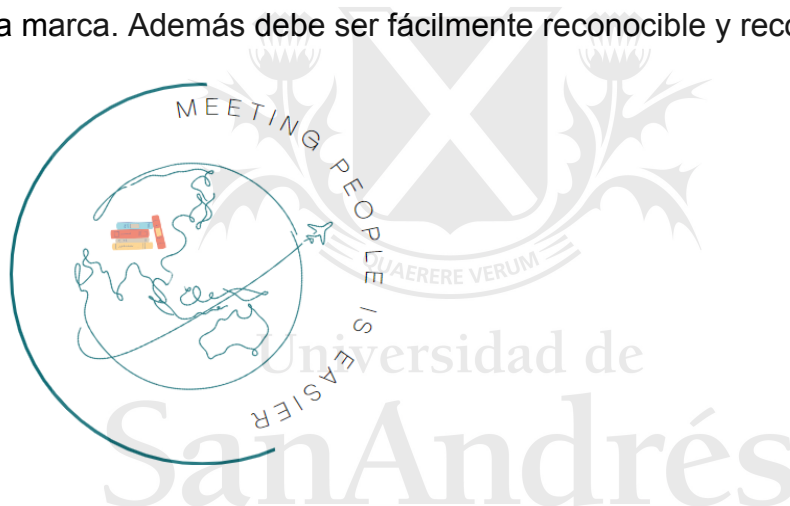 a marca. Además debe ser fácilmente reconocible y reco
MEETING PEOPLE IS EASIER
QUAERERE VERUM
Universidad de
SanAndrés